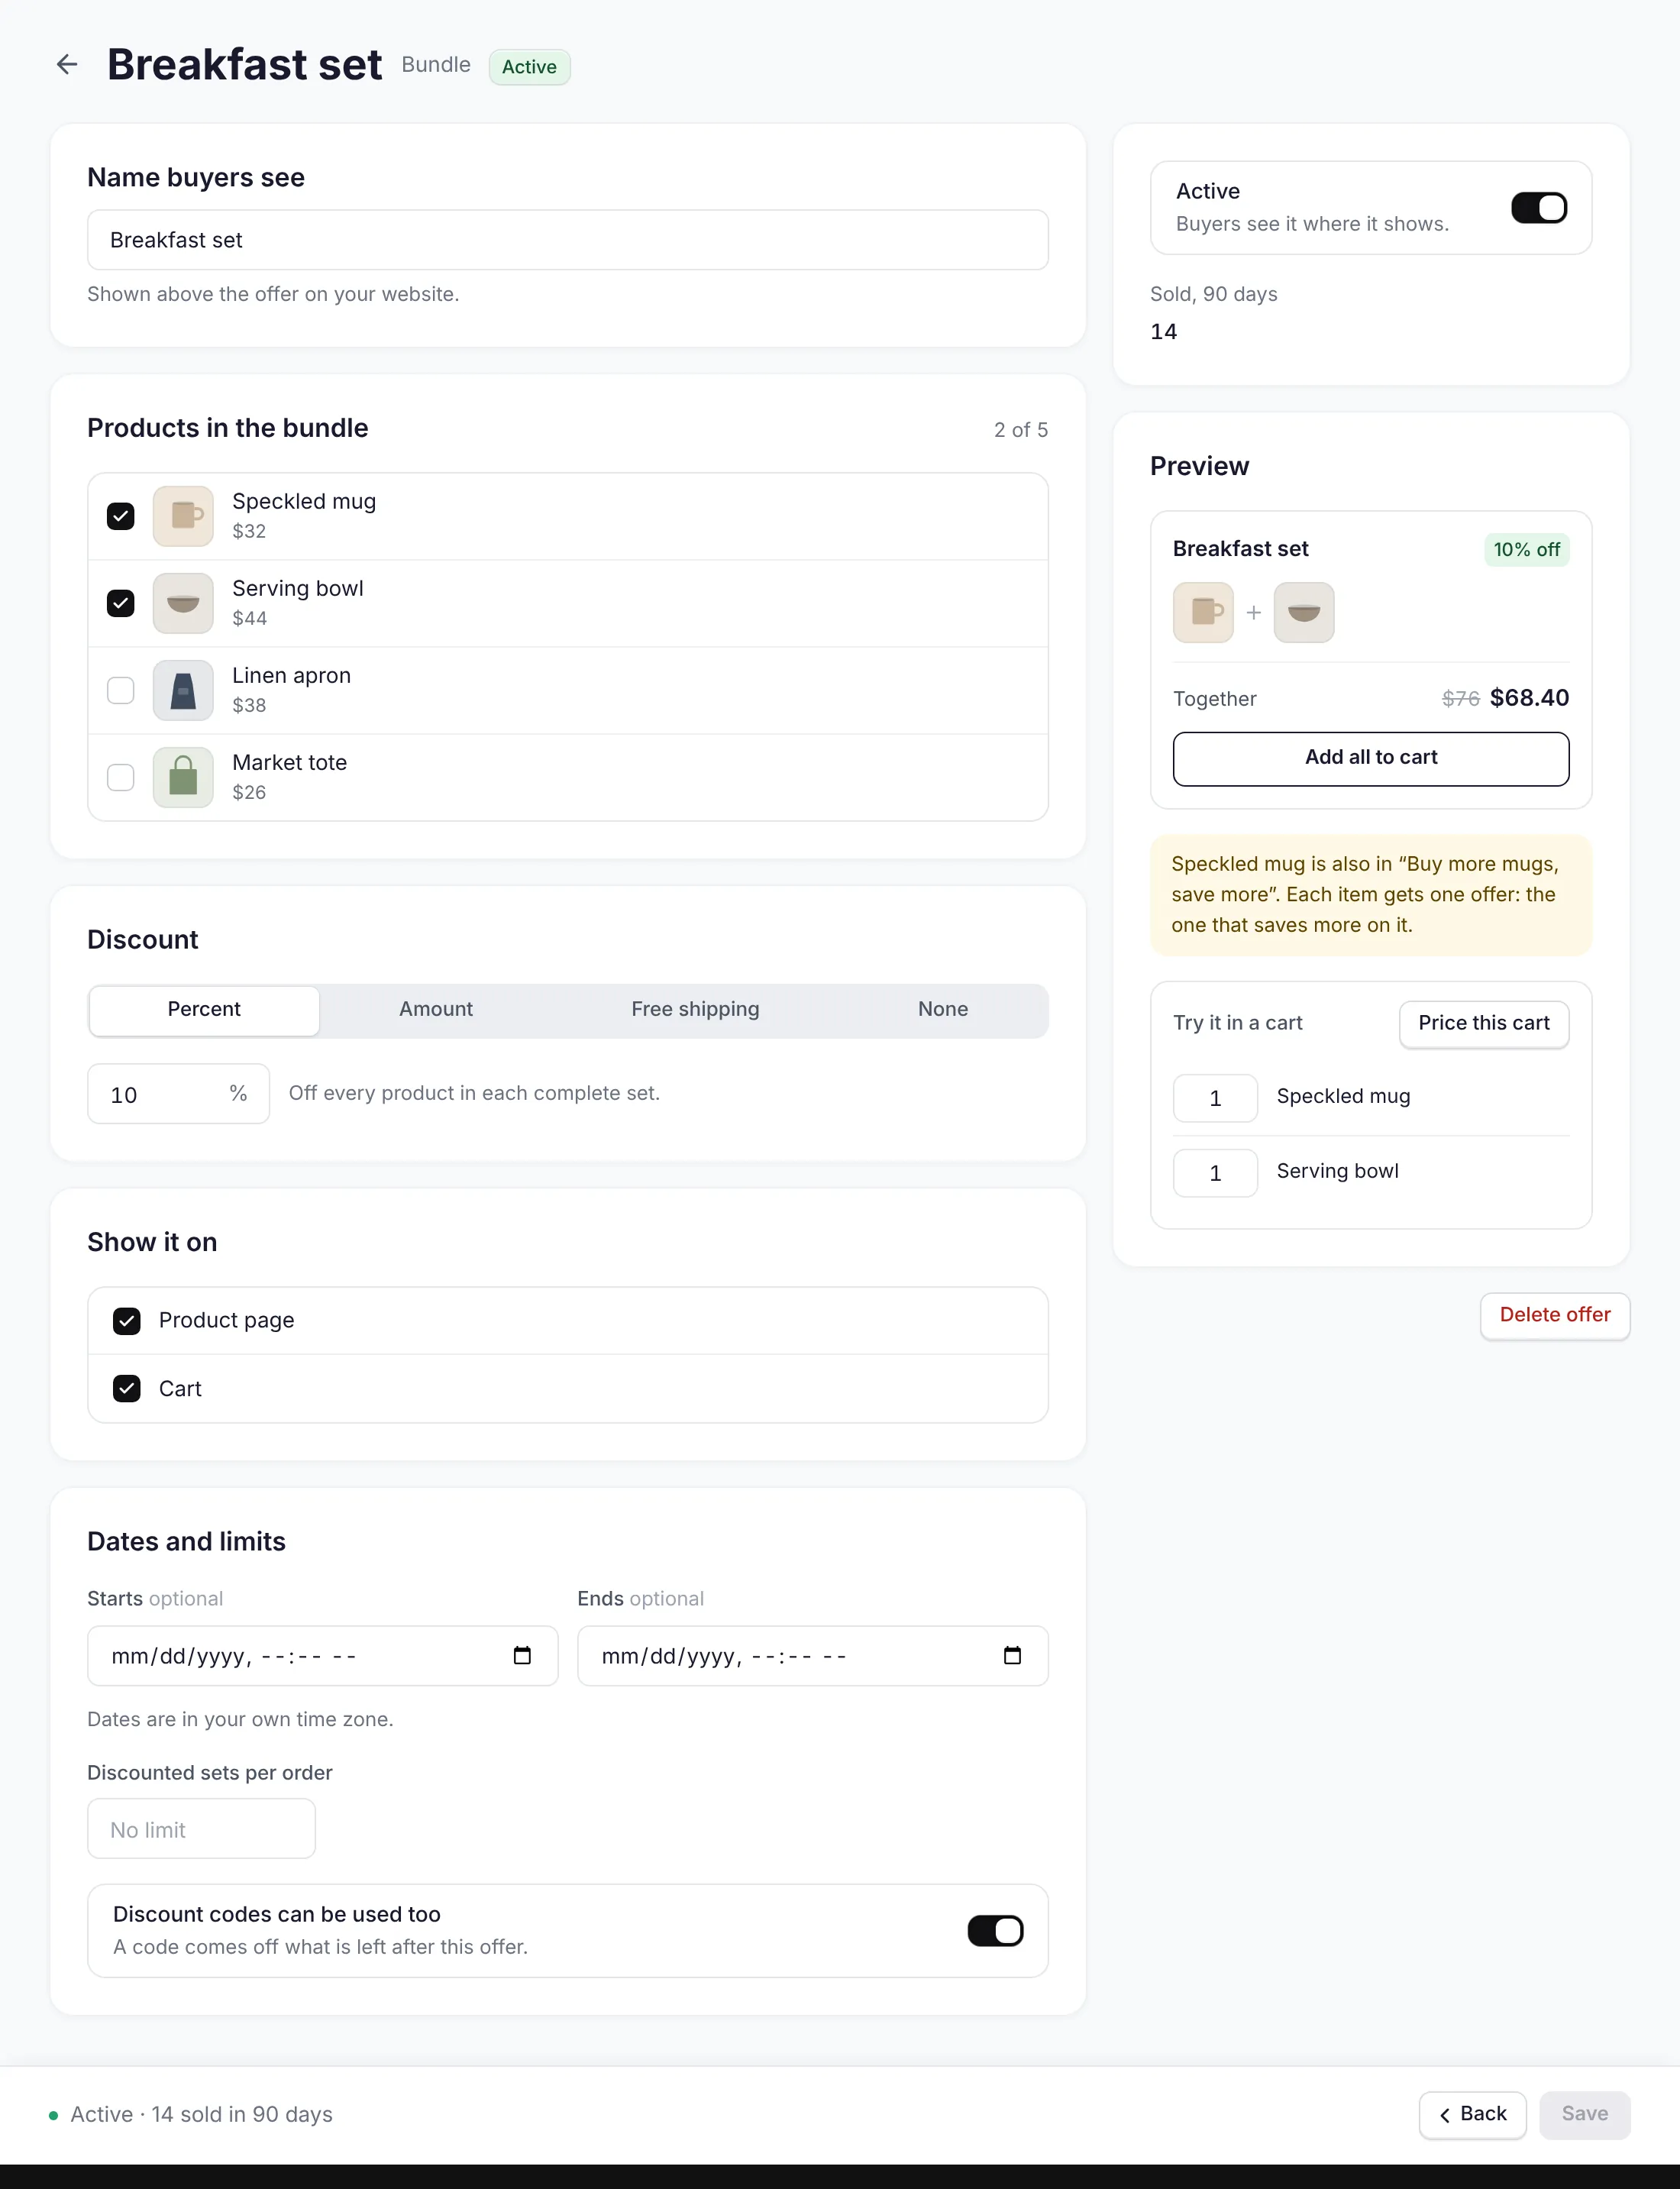 Breakfast set Bundle Active
Name buyers see
Breakfast set
Shown above the offer on your website.
Products in the bundle 2 of 5
Speckled mug
$32
Serving bowl
$44
Linen apron
$38
Market tote
$26
Discount
Percent Amount Free shipping None
10 % Off every product in each complete set.
Show it on
Product page
Cart
Dates and limits
Starts optional Ends optional
mm/dd/yyyy, --:-- -- mm/dd/yyyy, --:-- --
Dates are in your own time zone.
Discounted sets per order
No limit
Discount codes can be used too
A code comes off what is left after this offer.
Active
Buyers see it where it shows.
Sold, 90 days
14
Preview
Breakfast set 10% off
+
Together $76 $68.40
Add all to cart
Speckled mug is also in “Buy more mugs,
save more”. Each item gets one offer: the
one that saves more on it.
Try it in a cart Price this cart
1 Speckled mug
1 Serving bowl
Delete offer
Active · 14 sold in 90 days Back Save